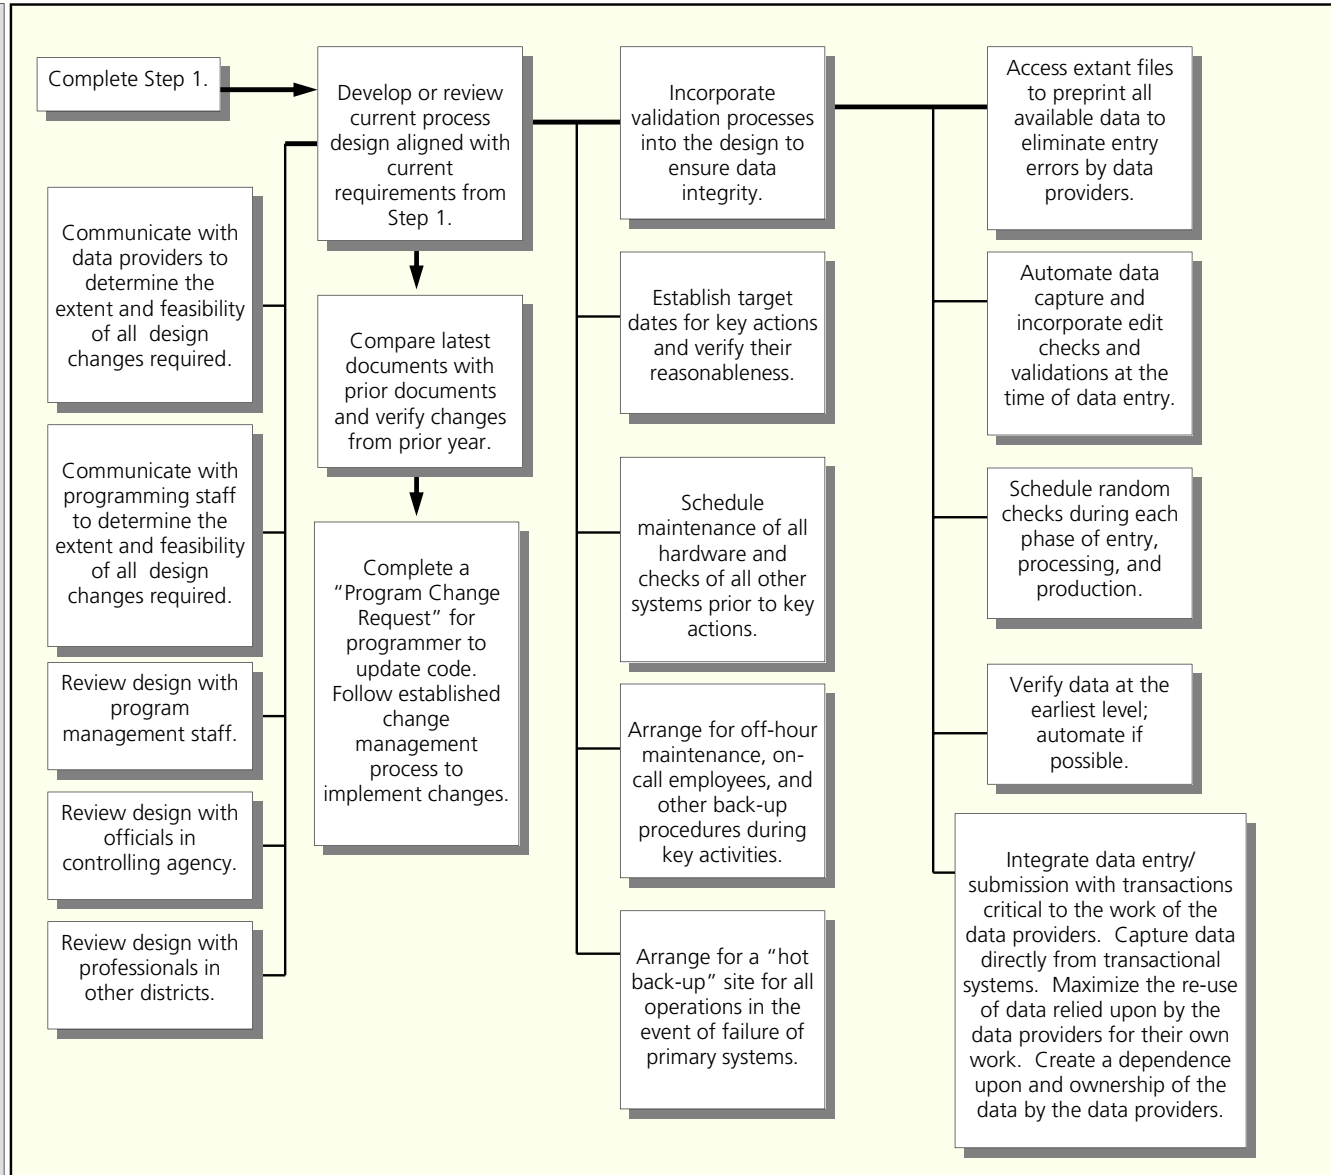 Complete Step 1.
Communicate with
data providers to
determine the
extent and feasibility
of all design
changes required.
Communicate with
programming staff
to determine the
extent and feasibility
of all design
changes required.
Review design with
program
management staff.
Review design with
officials in
controlling agency.
Review design with
professionals in
other districts.
Develop or review
current process
design aligned with
current
requirements from
Step 1.
Compare latest
documents with
prior documents
and verify changes
from prior year.
Complete a
“Program Change
Request” for
programmer to
update code.
Follow established
change
management
process to
implement changes.
Incorporate
validation processes
into the design to
ensure data
integrity.
Establish target
dates for key actions
and verify their
reasonableness.
Schedule
maintenance of all
hardware and
checks of all other
systems prior to key
actions.
Arrange for off-hour
maintenance, on-
call employees, and
other back-up
procedures during
key activities.
Arrange for a “hot
back-up” site for all
operations in the
event of failure of
primary systems.
Access extant files
to preprint all
available data to
eliminate entry
errors by data
providers.
Automate data
capture and
incorporate edit
checks and
validations at the
time of data entry.
Schedule random
checks during each
phase of entry,
processing, and
production.
Verify data at the
earliest level;
automate if
possible.
Integrate data entry/
submission with transactions
critical to the work of the
data providers. Capture data
directly from transactional
systems. Maximize the re-use
of data relied upon by the
data providers for their own
work. Create a dependence
upon and ownership of the
data by the data providers.